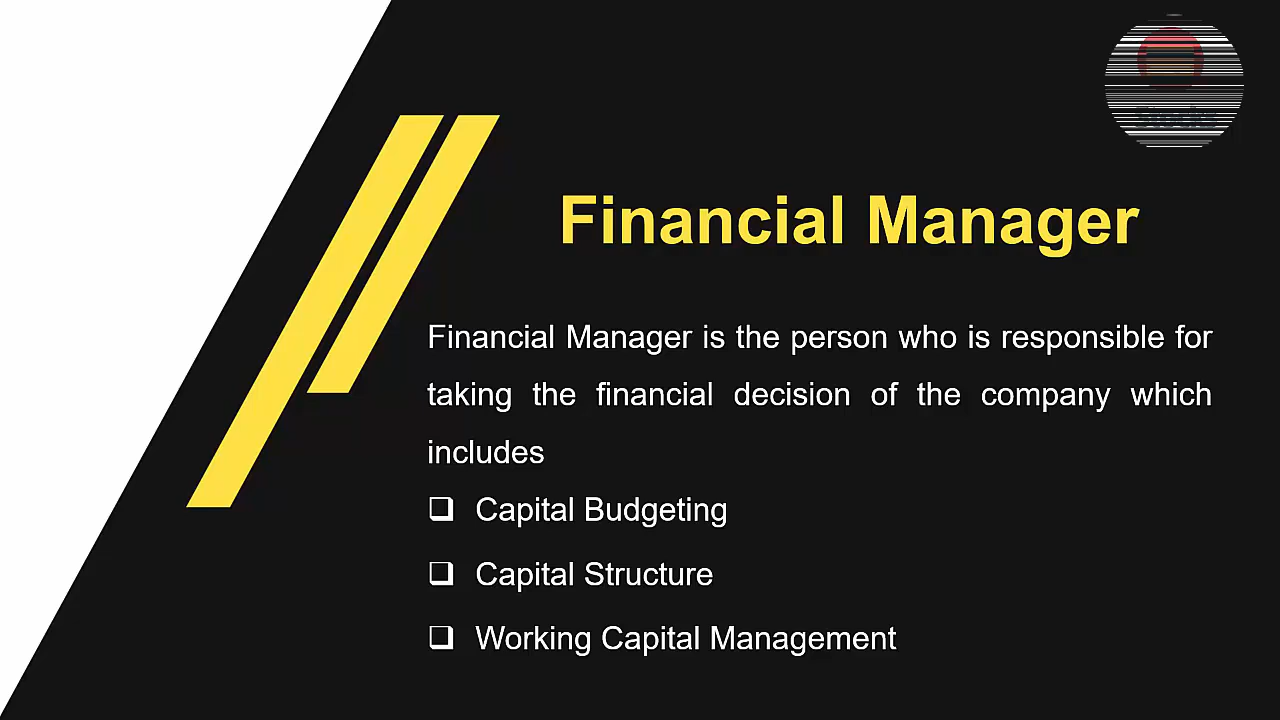 Financial Manager
Financial Manager is the person who is responsible for
taking the financial decision of the company which
includes
❑ Capital Budgeting
❑ Capital Structure
❑ Working Capital Management